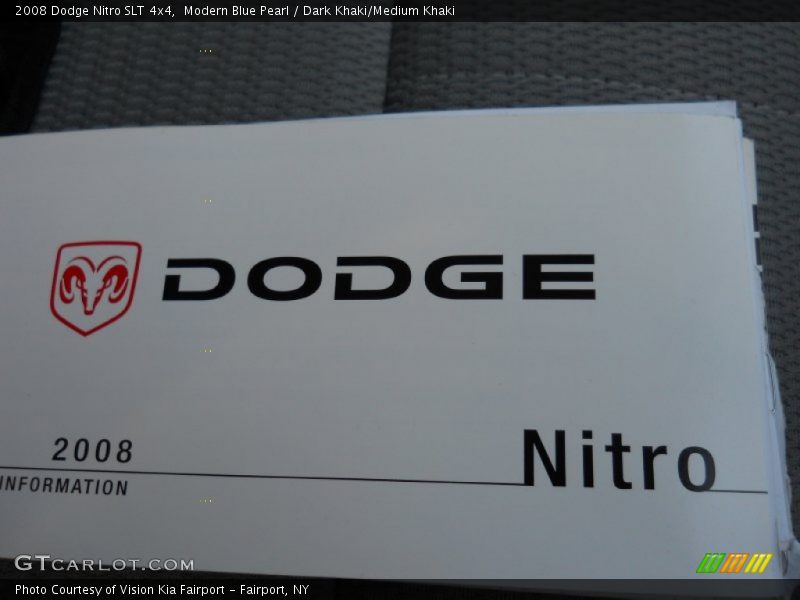 2008 Dodge Nitro SLT 4x4,  Modern Blue Pearl / Dark Khaki/Medium Khaki
DODGE
2008
Nitro
INFORMATION
GTCARLOT.COM
Photo Courtesy of Vision Kia Fairport - Fairport, NY